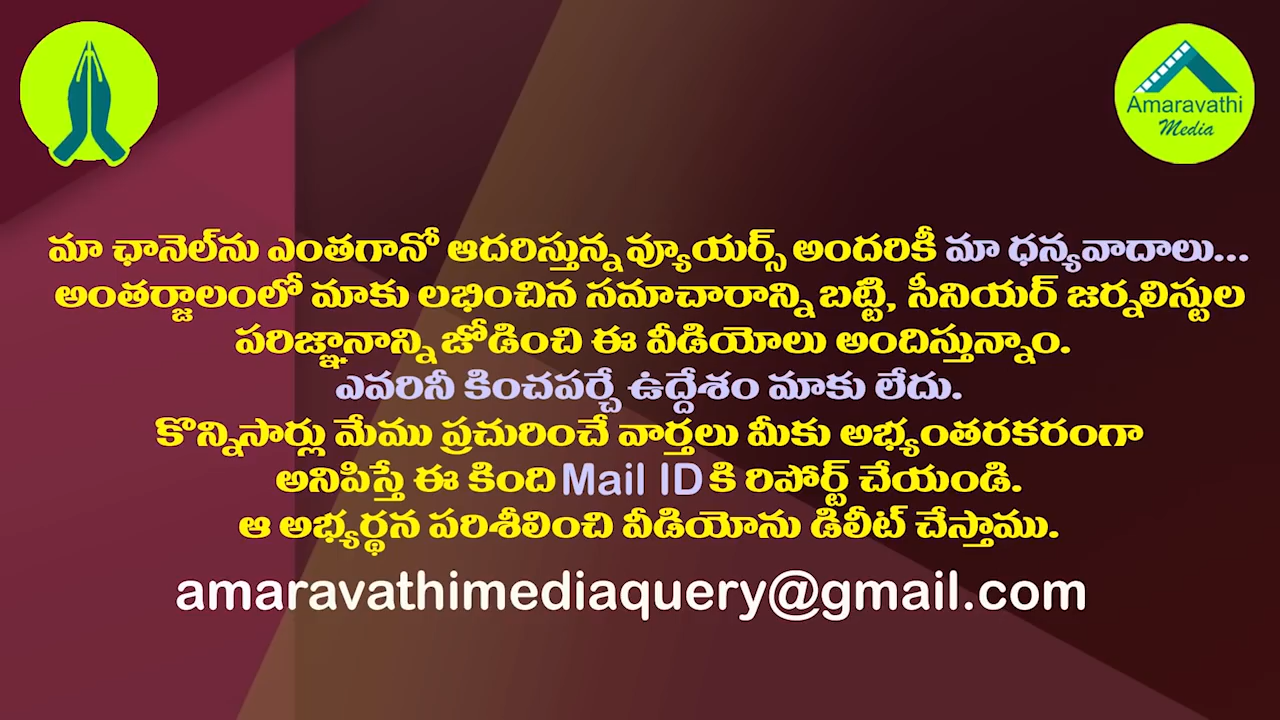 Amaravathi
Media
మా ఛానెల్‌ను ఎంతగానో ఆదరిస్తున్న వ్యూయర్స్ అందరికీ మా ధన్యవాదాలు...
అంతర్జాలంలో మాకు లభించిన సమాచారాన్ని బట్టి, సీనియర్ జర్నలిస్టుల
పరిజ్ఞానాన్ని జోడించి ఈ వీడియోలు అందిస్తున్నాం.
ఎవరినీ కించపర్చే ఉద్దేశం మాకు లేదు.
కొన్నిసార్లు మేము ప్రచురించే వార్తలు మీకు అభ్యంతరకరంగా
అనిపిస్తే ఈ కింది Mail ID కి రిపోర్ట్ చేయండి.
ఆ అభ్యర్థన పరిశీలించి వీడియోను డిలీట్ చేస్తాము.
amaravathimediaquery@gmail.com